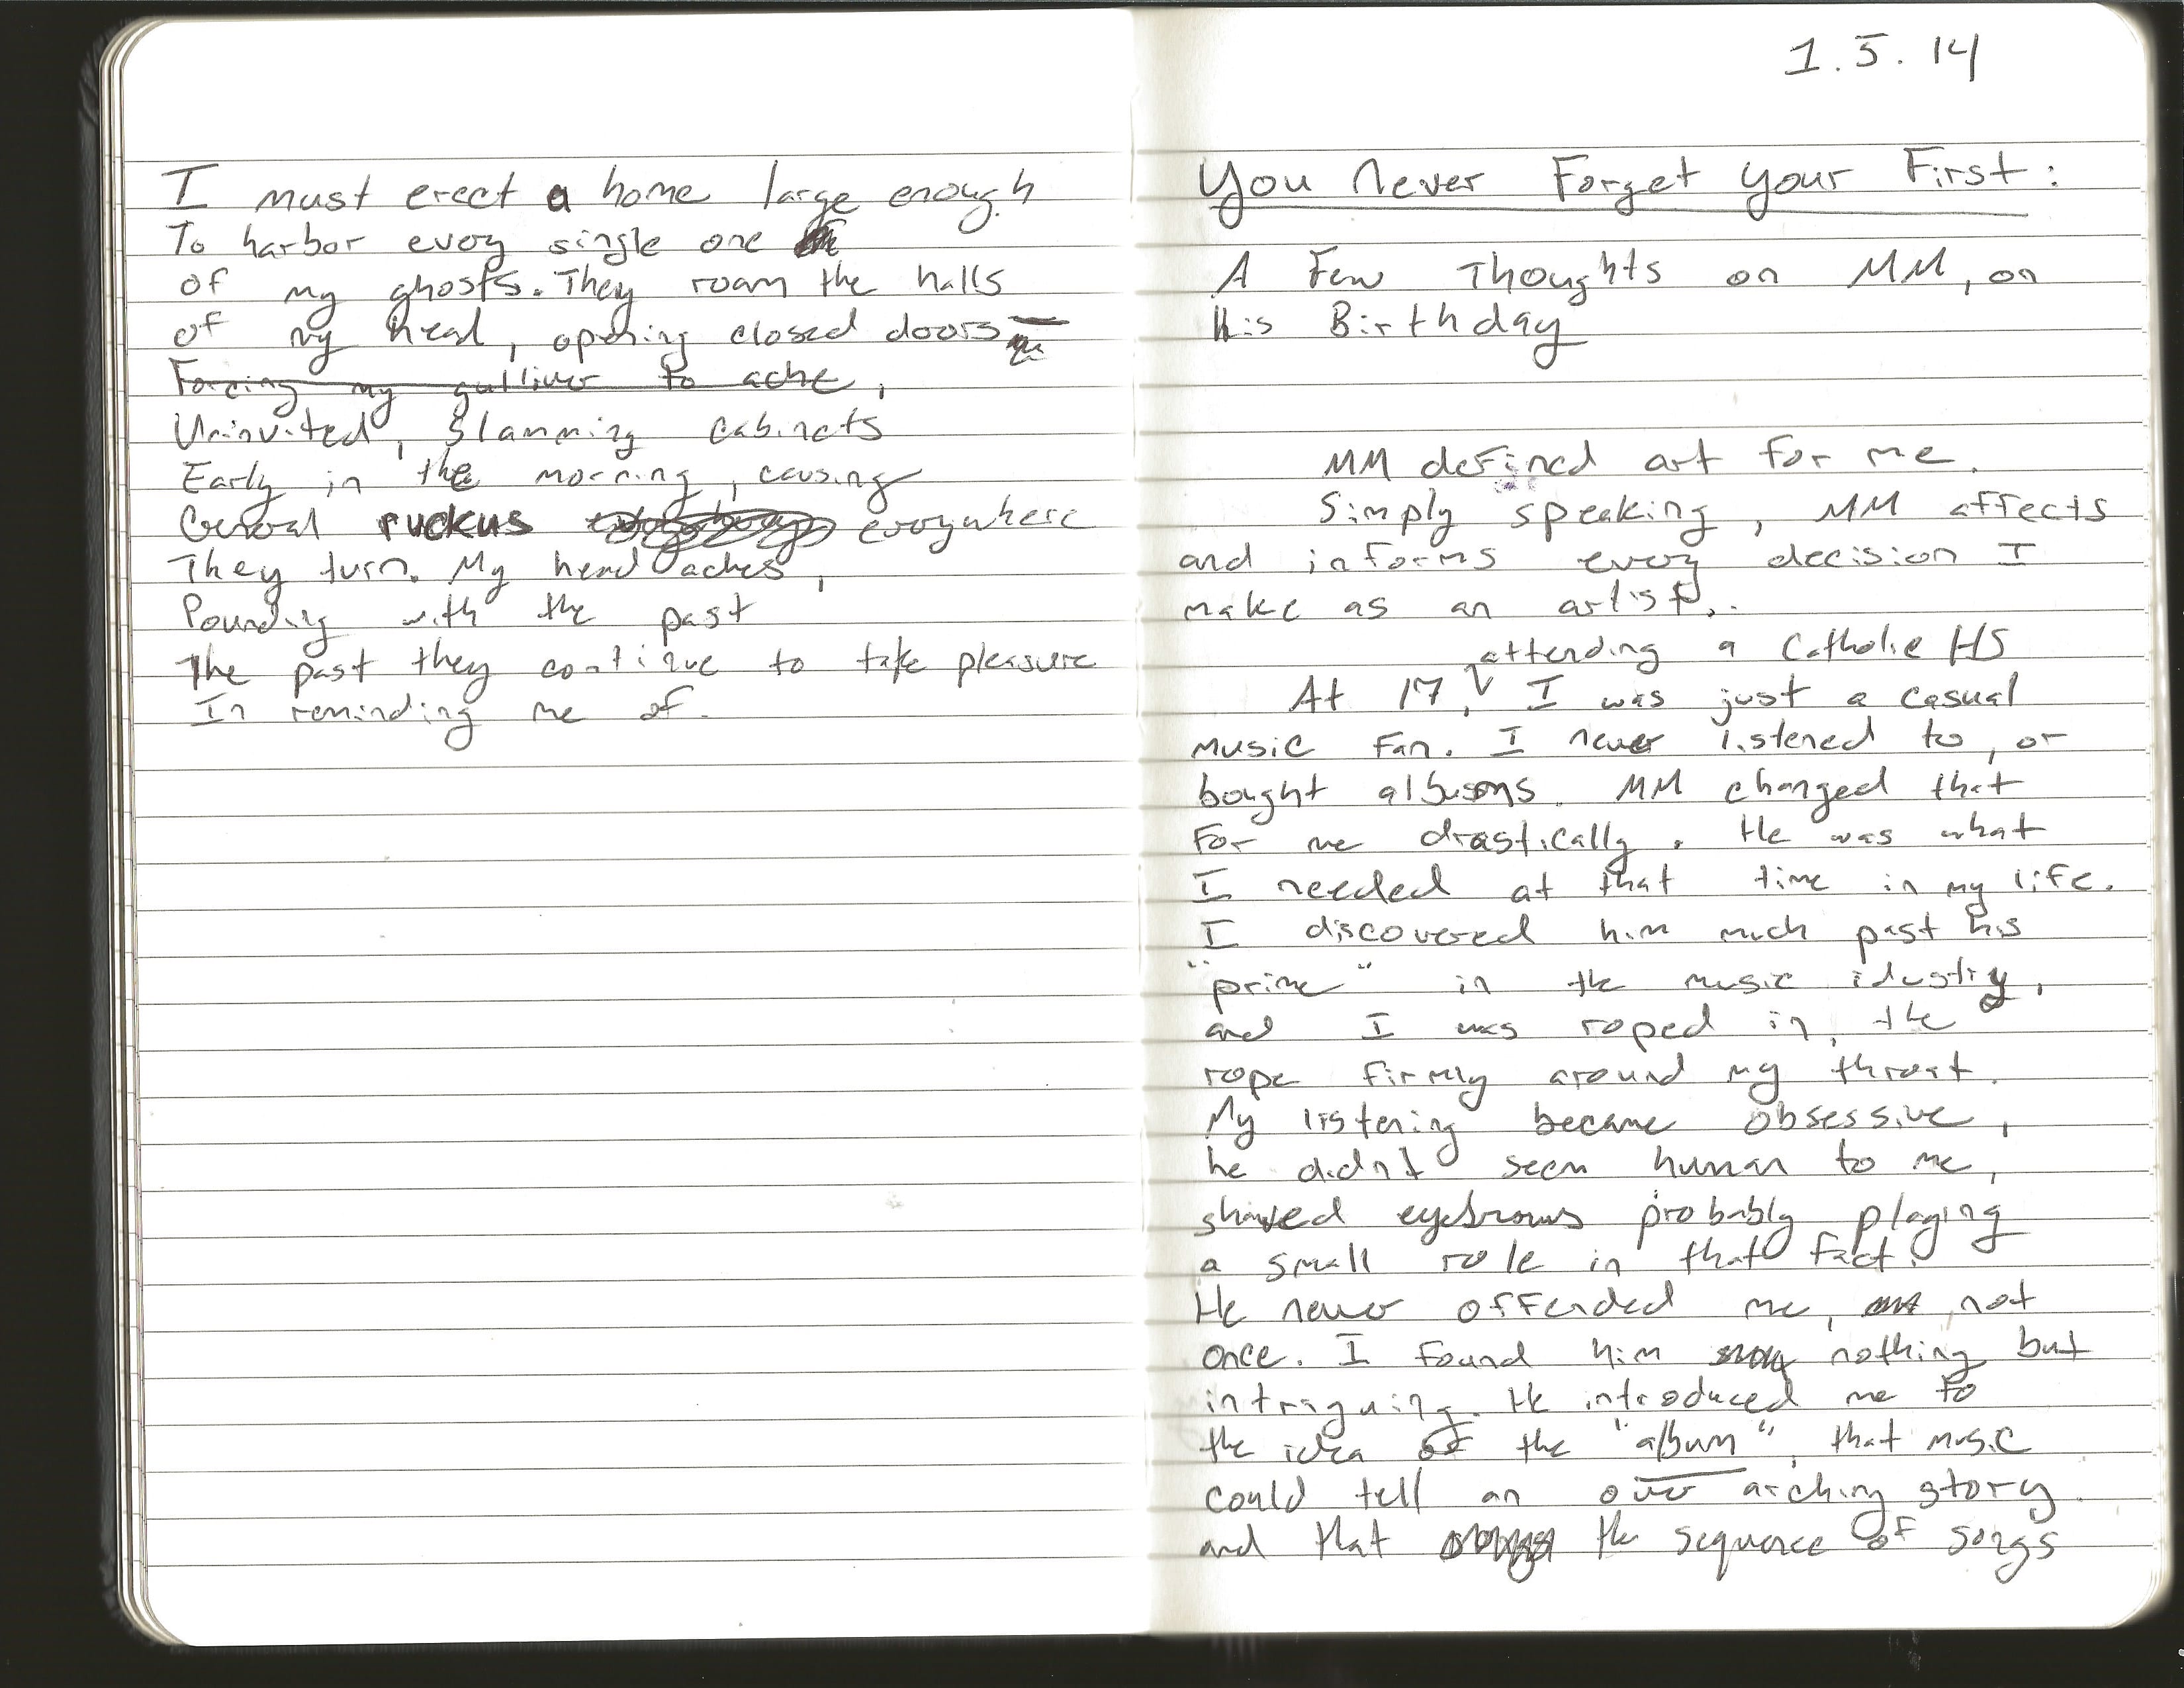 I must erect a home large enough
To harbor every single one
of my ghosts. They roam the halls
of my head, opening closed doors
Forcing my gulliver to ache,
Uninvited, slamming cabinets
Early in the morning, causing
General ruckus everywhere
They turn. My head aches,
Pounding with the past
The past they continue to take pleasure
In reminding me of.
1.5.14
You Never Forget Your First:
A Few Thoughts on MM, on
His Birthday
MM defined art for me.
Simply speaking, MM affects
and informs every decision I
make as an artist.
attending a Catholic HS
At 17, I was just a casual
music fan. I never listened to, or
bought albums. MM changed that
for me drastically. He was what
I needed at that time in my life.
I discovered him much past his
"prime" in the music idustry,
and I was roped in, the
rope firmly around my throat.
My listening became obsessive,
he didn't seem human to me,
shaved eyebrows probably playing
a small role in that fact.
He never offended me, not
once. I found him nothing but
intriguing. He introduced me to
the idea of the "album", that music
could tell an over arching story.
and that the sequence of songs